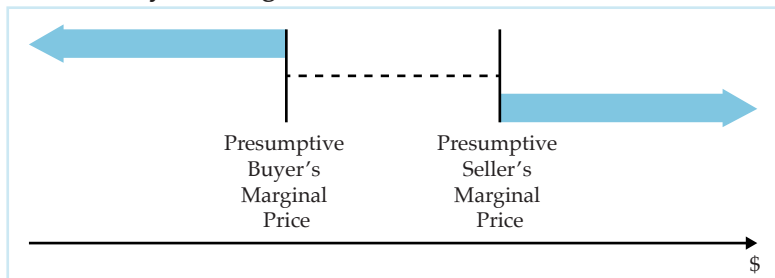 Presumptive
Buyer's
Marginal
Price
Presumptive
Seller's
Marginal
Price
$